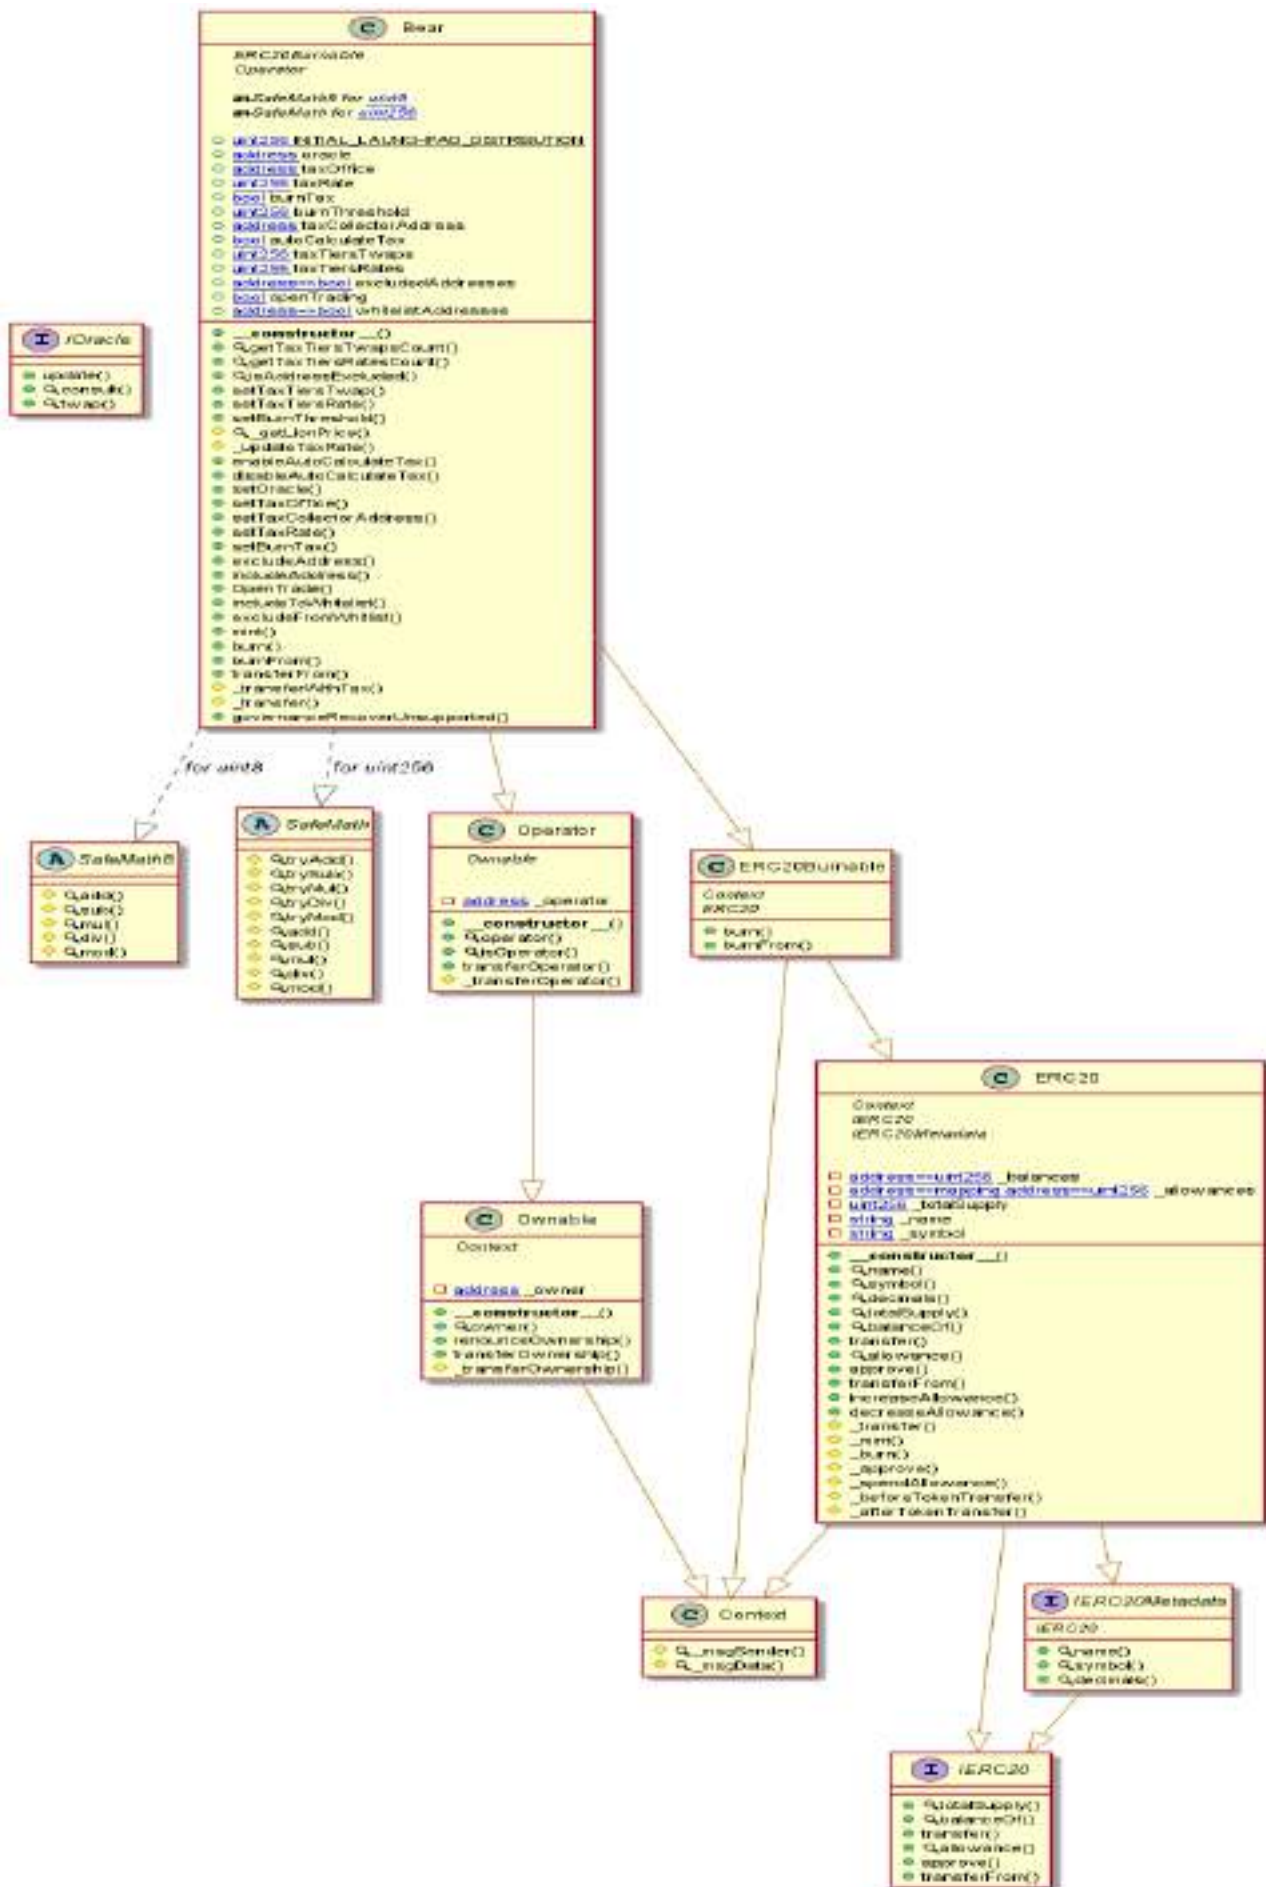 Bear
ERC20Burnable
Operator
SafeMath8 for uint8
SafeMath for uint256
uint256 INITIAL_LAUNCHPAD_DISTRIBUTION
address oracle
address taxOffice
uint256 taxRate
bool burnTax
uint256 burnThreshold
address taxCollectorAddress
bool autoCalculateTax
uint256 taxTiersTwaps
uint256 taxTiersRates
address=>bool excludedAddresses
bool openTrading
address=>bool whitelistAddresses
__constructor__()
getTaxTiersTwapsCount()
getTaxTiersRatesCount()
isAddressExcluded()
setTaxTiersTwap()
setTaxTiersRate()
setBurnThreshold()
_getLionPrice()
_updateTaxRate()
enableAutoCalculateTax()
disableAutoCalculateTax()
setOracle()
setTaxOffice()
setTaxCollectorAddress()
setTaxRate()
setBurnTax()
excludeAddress()
includeAddress()
OpenTrade()
includeToWhitelist()
excludeFromWhitlist()
mint()
burn()
burnFrom()
transferFrom()
_transferWithTax()
_transfer()
governanceRecoverUnsupported()
I IOracle
update()
consult()
twap()
for uint8
for uint256
A SafeMath8
add()
sub()
mul()
div()
mod()
A SafeMath
tryAdd()
trySub()
tryMul()
tryDiv()
tryMod()
add()
sub()
mul()
div()
mod()
C Operator
Ownable
address _operator
__constructor__()
operator()
isOperator()
transferOperator()
_transferOperator()
C ERC20Burnable
Context
ERC20
burn()
burnFrom()
C ERC20
Context
IERC20
IERC20Metadata
address=>uint256 _balances
address=>mapping address=>uint256 _allowances
uint256 _totalSupply
string _name
string _symbol
__constructor__()
name()
symbol()
decimals()
totalSupply()
balanceOf()
transfer()
allowance()
approve()
transferFrom()
increaseAllowance()
decreaseAllowance()
_transfer()
_mint()
_burn()
_approve()
_spendAllowance()
_beforeTokenTransfer()
_afterTokenTransfer()
C Ownable
Context
address _owner
__constructor__()
owner()
renounceOwnership()
transferOwnership()
_transferOwnership()
C Context
_msgSender()
_msgData()
I IERC20Metadata
IERC20
name()
symbol()
decimals()
I IERC20
totalSupply()
balanceOf()
transfer()
allowance()
approve()
transferFrom()